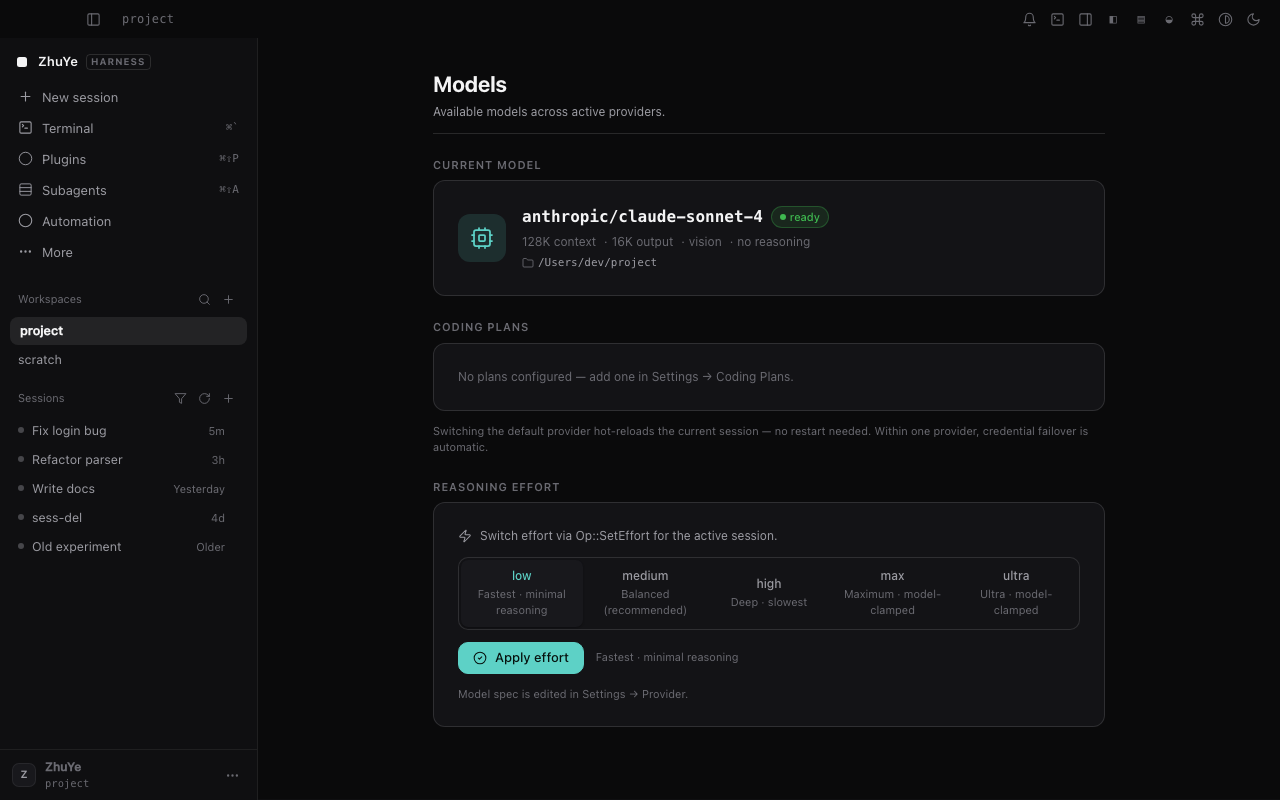 project
ZhuYe HARNESS
New session
Terminal ⌘`
Plugins ⌘⇧P
Subagents ⌘⇧A
Automation
More
Workspaces
project
scratch
Sessions
Fix login bug 5m
Refactor parser 3h
Write docs Yesterday
sess-del 4d
Old experiment Older
Z ZhuYe
project
Models
Available models across active providers.
CURRENT MODEL
anthropic/claude-sonnet-4 ready
128K context · 16K output · vision · no reasoning
/Users/dev/project
CODING PLANS
No plans configured — add one in Settings → Coding Plans.
Switching the default provider hot-reloads the current session — no restart needed. Within one provider, credential failover is
automatic.
REASONING EFFORT
Switch effort via Op::SetEffort for the active session.
low
Fastest · minimal
reasoning
medium
Balanced
(recommended)
high
Deep · slowest
max
Maximum · model-
clamped
ultra
Ultra · model-
clamped
Apply effort Fastest · minimal reasoning
Model spec is edited in Settings → Provider.